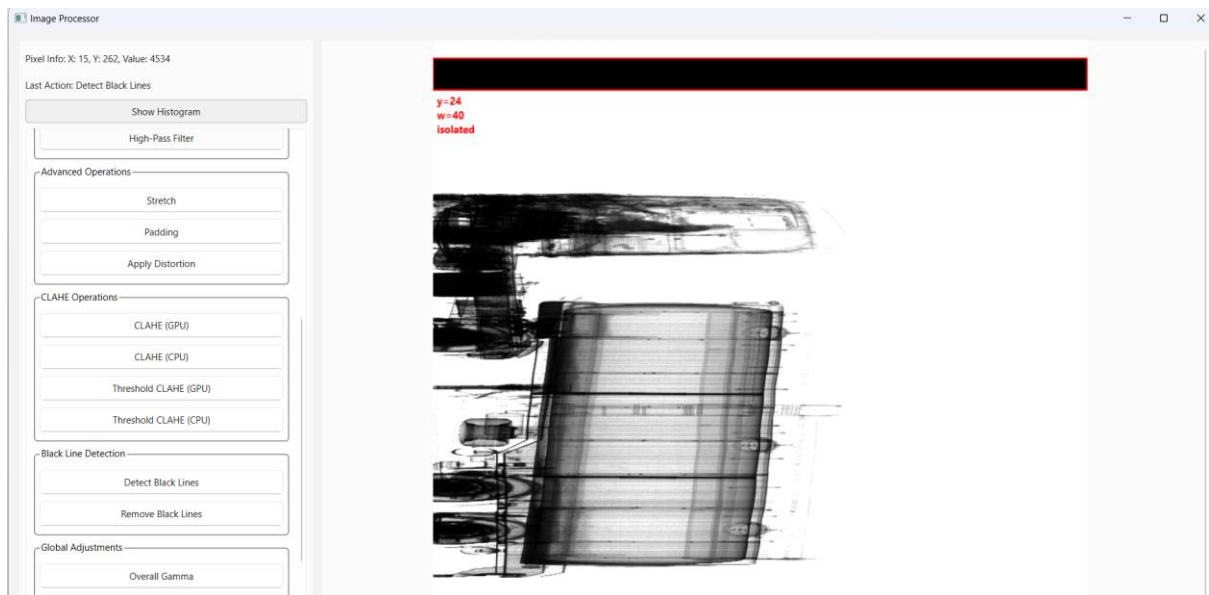 Image Processor
Pixel Info: X: 15, Y: 262, Value: 4534
Last Action: Detect Black Lines
Show Histogram
High-Pass Filter
Advanced Operations
Stretch
Padding
Apply Distortion
CLAHE Operations
CLAHE (GPU)
CLAHE (CPU)
Threshold CLAHE (GPU)
Threshold CLAHE (CPU)
Black Line Detection
Detect Black Lines
Remove Black Lines
Global Adjustments
Overall Gamma
y=24
w=40
isolated